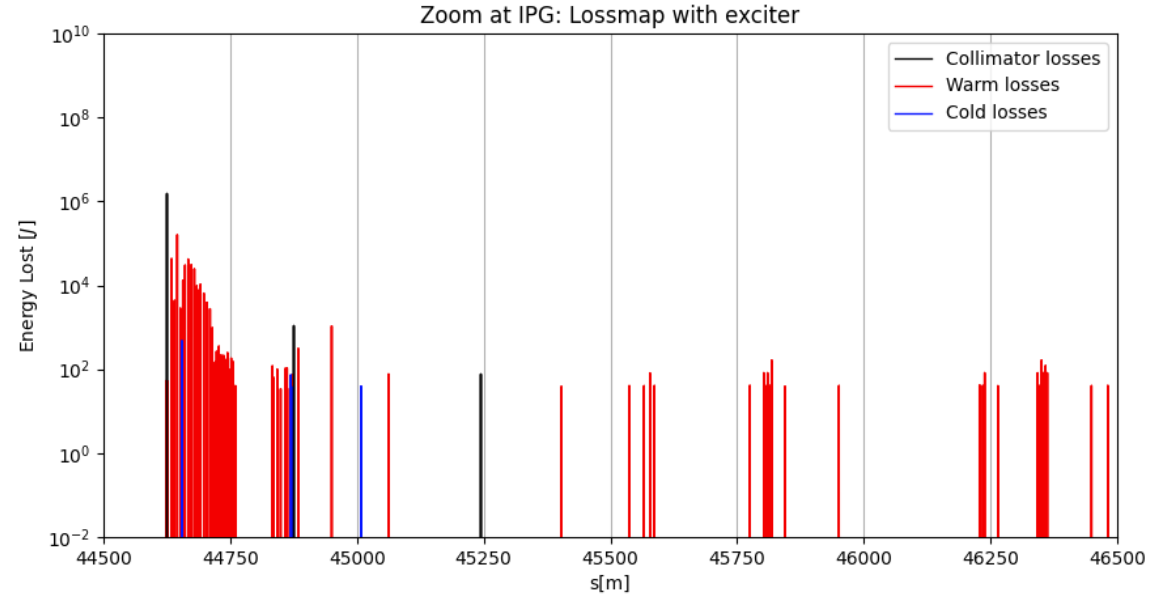 Zoom at IPG: Lossmap with exciter
Energy Lost [J]
10^10
10^8
10^6
10^4
10^2
10^0
10^−2
Collimator losses
Warm losses
Cold losses
44500 44750 45000 45250 45500 45750 46000 46250 46500
s[m]